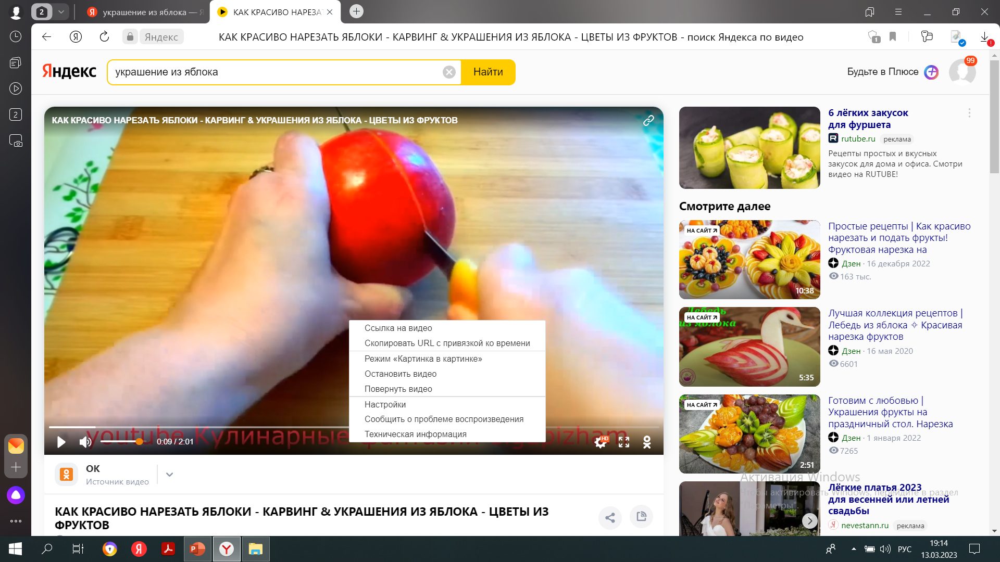 2
украшение из яблока — Я
КАК КРАСИВО НАРЕЗА
Яндекс
КАК КРАСИВО НАРЕЗАТЬ ЯБЛОКИ - КАРВИНГ & УКРАШЕНИЯ ИЗ ЯБЛОКА - ЦВЕТЫ ИЗ ФРУКТОВ - поиск Яндекса по видео
1
2
Яндекс
украшение из яблока
Найти
Будьте в Плюсе
99
КАК КРАСИВО НАРЕЗАТЬ ЯБЛОКИ - КАРВИНГ & УКРАШЕНИЯ ИЗ ЯБЛОКА - ЦВЕТЫ ИЗ ФРУКТОВ
Ссылка на видео
Скопировать URL с привязкой ко времени
Режим «Картинка в картинке»
Остановить видео
Повернуть видео
Настройки
Сообщить о проблеме воспроизведения
Техническая информация
youtube Кулинарные
0:09 / 2:01
HD
OK
Источник видео
КАК КРАСИВО НАРЕЗАТЬ ЯБЛОКИ - КАРВИНГ & УКРАШЕНИЯ ИЗ ЯБЛОКА - ЦВЕТЫ ИЗ
ФРУКТОВ
6 лёгких закусок
для фуршета
rutube.ru реклама
Рецепты простых и вкусных
закусок для дома и офиса. Смотри
видео на RUTUBE!
Смотрите далее
НА САЙТ
10:38
Простые рецепты | Как красиво
нарезать и подать фрукты!
Фруктовая нарезка на
Дзен · 16 декабря 2022
163 тыс.
Лебедь
НА САЙТ
из яблока
5:35
Лучшая коллекция рецептов |
Лебедь из яблока ✧ Красивая
нарезка фруктов
Дзен · 16 мая 2020
6601
НА САЙТ
2:51
Готовим с любовью |
Украшения фрукты на
праздничный стол. Нарезка
Дзен · 1 января 2022
7265
Активация Windows
Чтобы активировать Windows, перейдите в раздел
"Параметры".
Лёгкие платья 2023
для весенней или летней
свадьбы
nevestann.ru реклама
РУС
19:14
13.03.2023